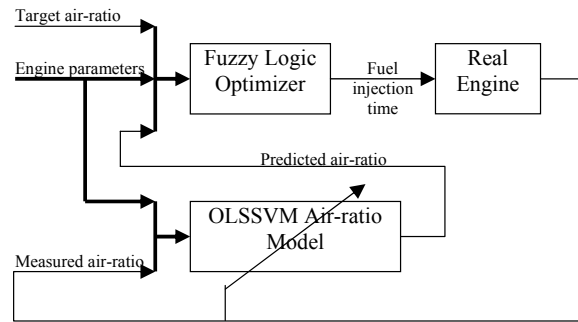 Target air-ratio
Engine parameters
Fuzzy Logic
Optimizer
Fuel
injection
time
Real
Engine
Predicted air-ratio
OLSSVM Air-ratio
Model
Measured air-ratio